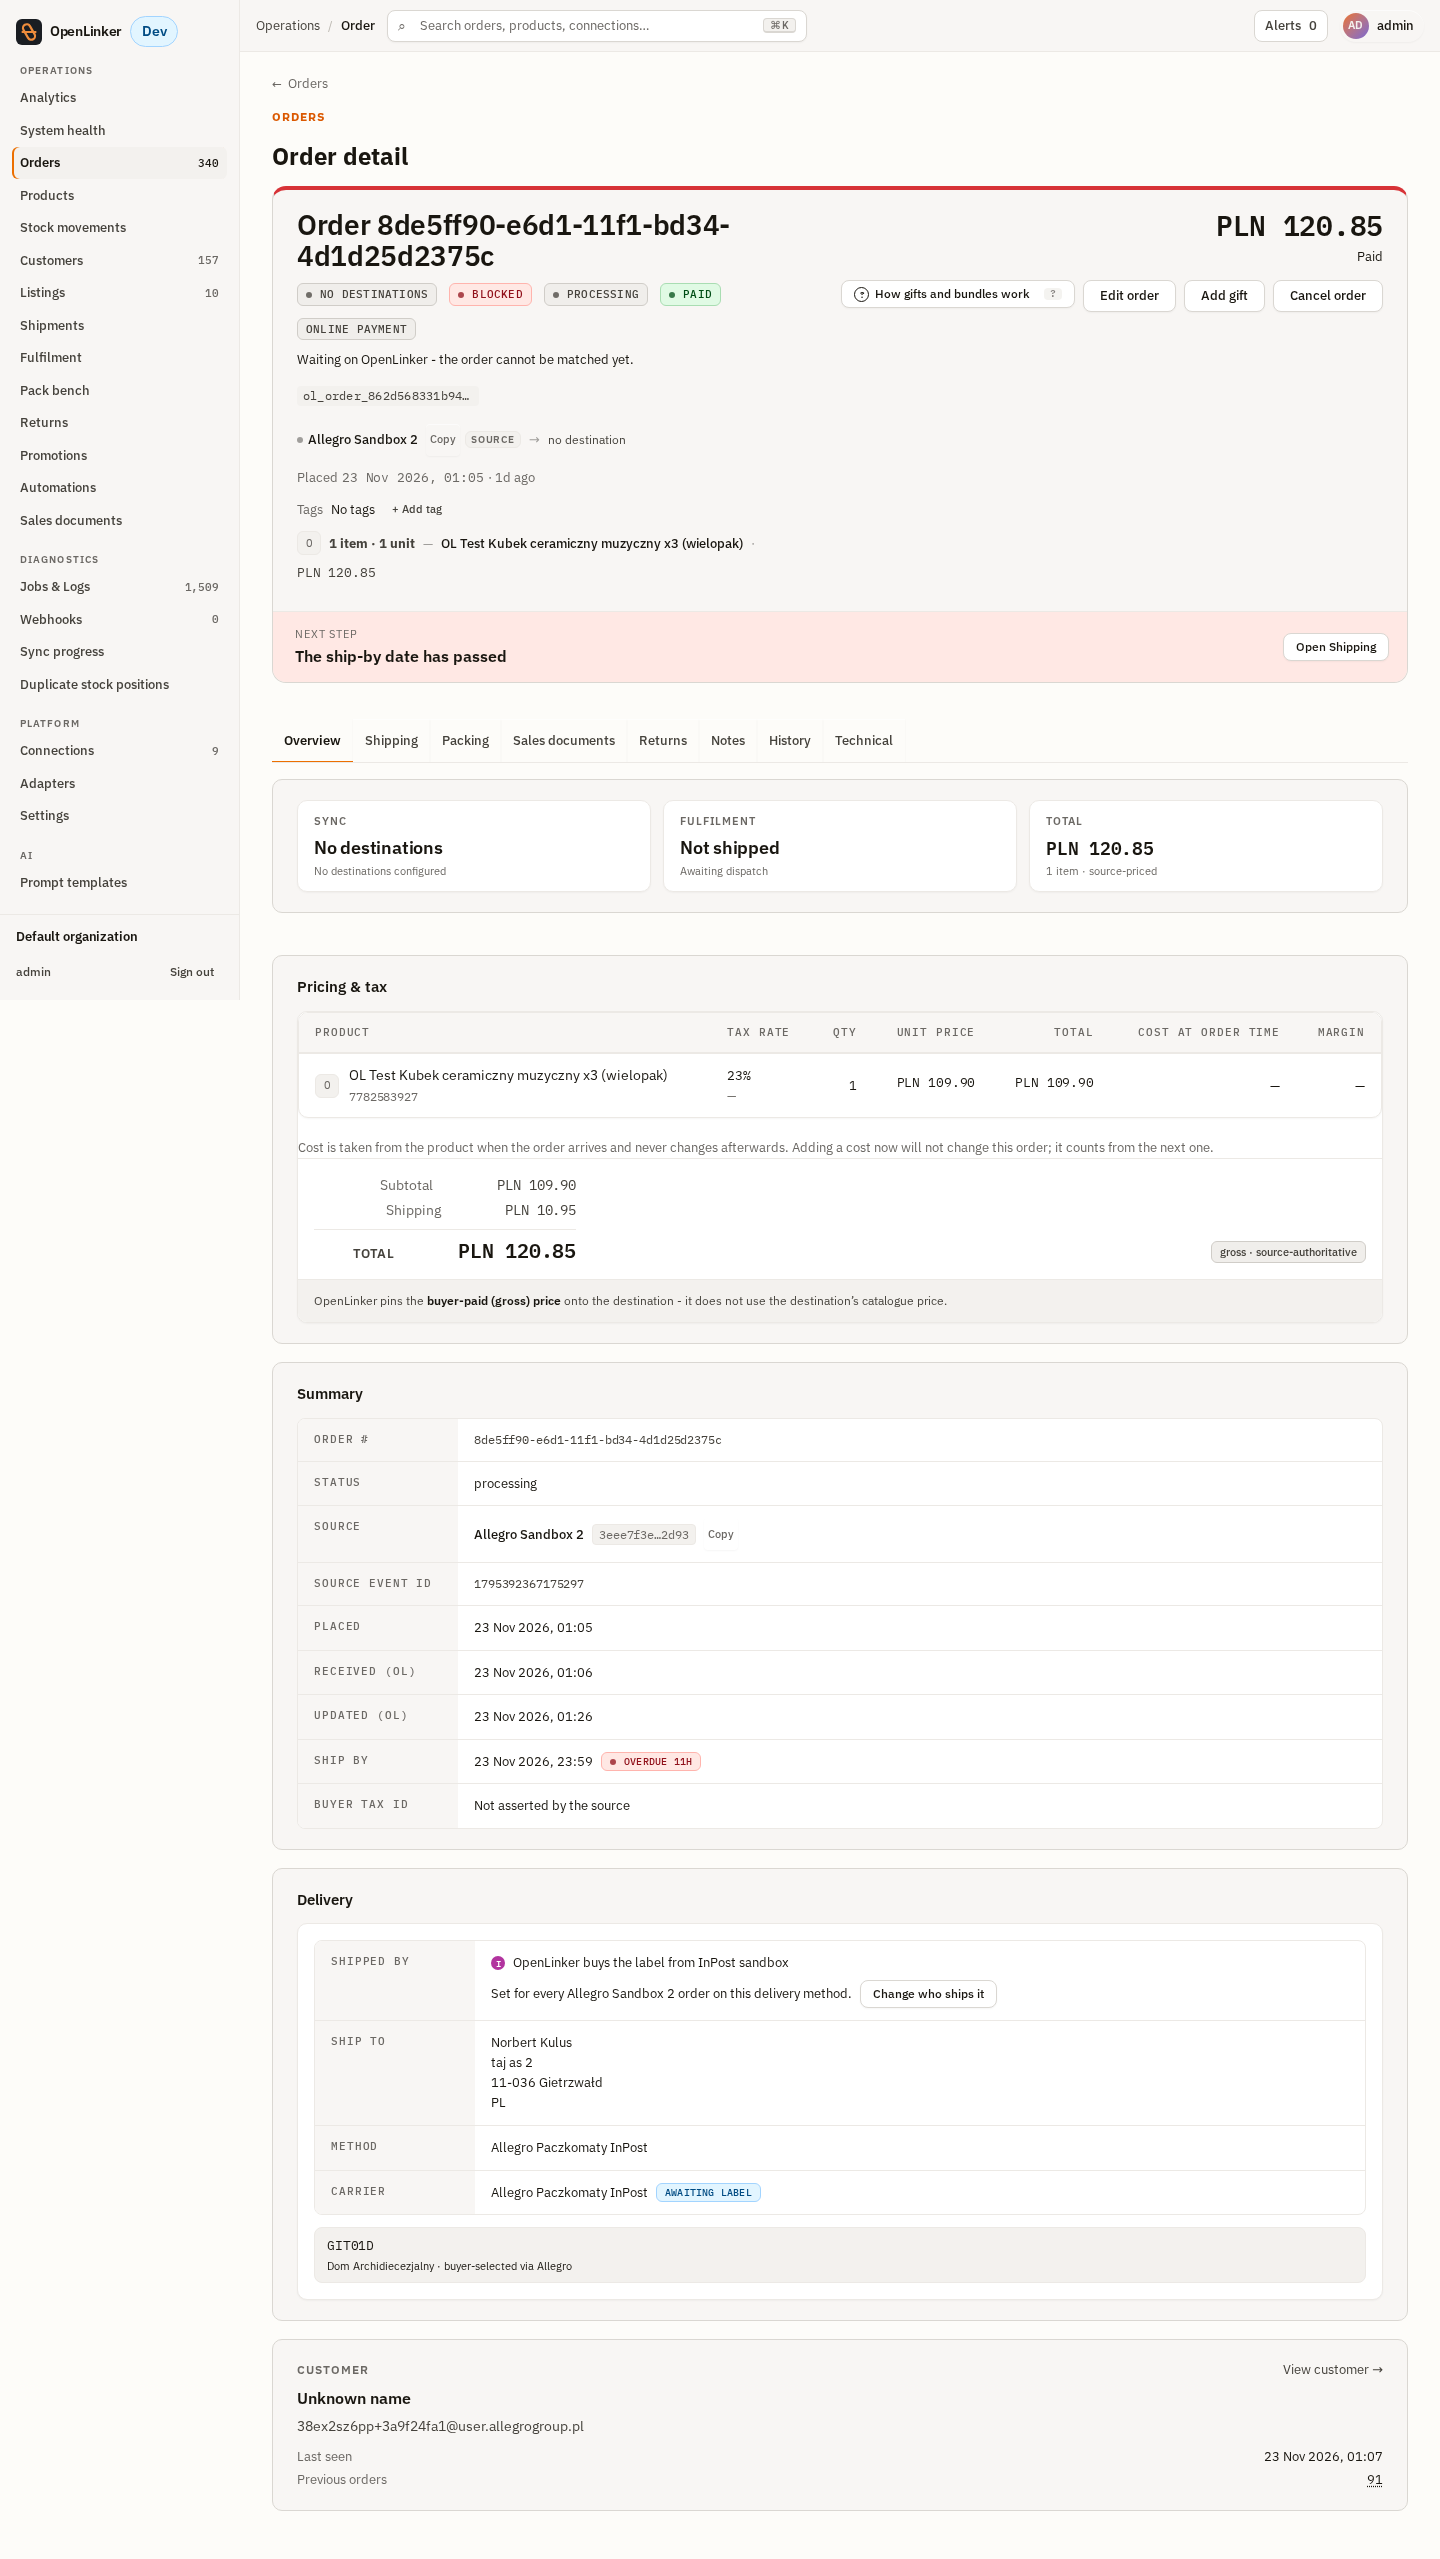 OpenLinker Dev
OPERATIONS
Analytics
System health
Orders 340
Products
Stock movements
Customers 157
Listings 10
Shipments
Fulfilment
Pack bench
Returns
Promotions
Automations
Sales documents
DIAGNOSTICS
Jobs & Logs 1,509
Webhooks 0
Sync progress
Duplicate stock positions
PLATFORM
Connections 9
Adapters
Settings
AI
Prompt templates
Default organization
admin Sign out
Operations / Order Search orders, products, connections... ⌘K Alerts 0 AD admin
← Orders
ORDERS
Order detail
Order 8de5ff90-e6d1-11f1-bd34-
4d1d25d2375c
PLN 120.85
Paid
NO DESTINATIONS BLOCKED PROCESSING PAID
ONLINE PAYMENT
? How gifts and bundles work ? Edit order Add gift Cancel order
Waiting on OpenLinker - the order cannot be matched yet.
ol_order_862d568331b94…
Allegro Sandbox 2 Copy SOURCE → no destination
Placed 23 Nov 2026, 01:05 · 1d ago
Tags No tags + Add tag
O 1 item · 1 unit — OL Test Kubek ceramiczny muzyczny x3 (wielopak) ·
PLN 120.85
NEXT STEP
The ship-by date has passed
Open Shipping
Overview Shipping Packing Sales documents Returns Notes History Technical
SYNC
No destinations
No destinations configured
FULFILMENT
Not shipped
Awaiting dispatch
TOTAL
PLN 120.85
1 item · source-priced
Pricing & tax
PRODUCT TAX RATE QTY UNIT PRICE TOTAL COST AT ORDER TIME MARGIN
O OL Test Kubek ceramiczny muzyczny x3 (wielopak) 23% 1 PLN 109.90 PLN 109.90 — —
7782583927 —
Cost is taken from the product when the order arrives and never changes afterwards. Adding a cost now will not change this order; it counts from the next one.
Subtotal PLN 109.90
Shipping PLN 10.95
TOTAL PLN 120.85
gross · source-authoritative
OpenLinker pins the buyer-paid (gross) price onto the destination - it does not use the destination's catalogue price.
Summary
ORDER # 8de5ff90-e6d1-11f1-bd34-4d1d25d2375c
STATUS processing
SOURCE Allegro Sandbox 2 3eee7f3e…2d93 Copy
SOURCE EVENT ID 1795392367175297
PLACED 23 Nov 2026, 01:05
RECEIVED (OL) 23 Nov 2026, 01:06
UPDATED (OL) 23 Nov 2026, 01:26
SHIP BY 23 Nov 2026, 23:59 OVERDUE 11H
BUYER TAX ID Not asserted by the source
Delivery
SHIPPED BY I OpenLinker buys the label from InPost sandbox
Set for every Allegro Sandbox 2 order on this delivery method. Change who ships it
SHIP TO Norbert Kulus
taj as 2
11-036 Gietrzwałd
PL
METHOD Allegro Paczkomaty InPost
CARRIER Allegro Paczkomaty InPost AWAITING LABEL
GIT01D
Dom Archidiecezjalny · buyer-selected via Allegro
CUSTOMER View customer →
Unknown name
38ex2sz6pp+3a9f24fa1@user.allegrogroup.pl
Last seen 23 Nov 2026, 01:07
Previous orders 91